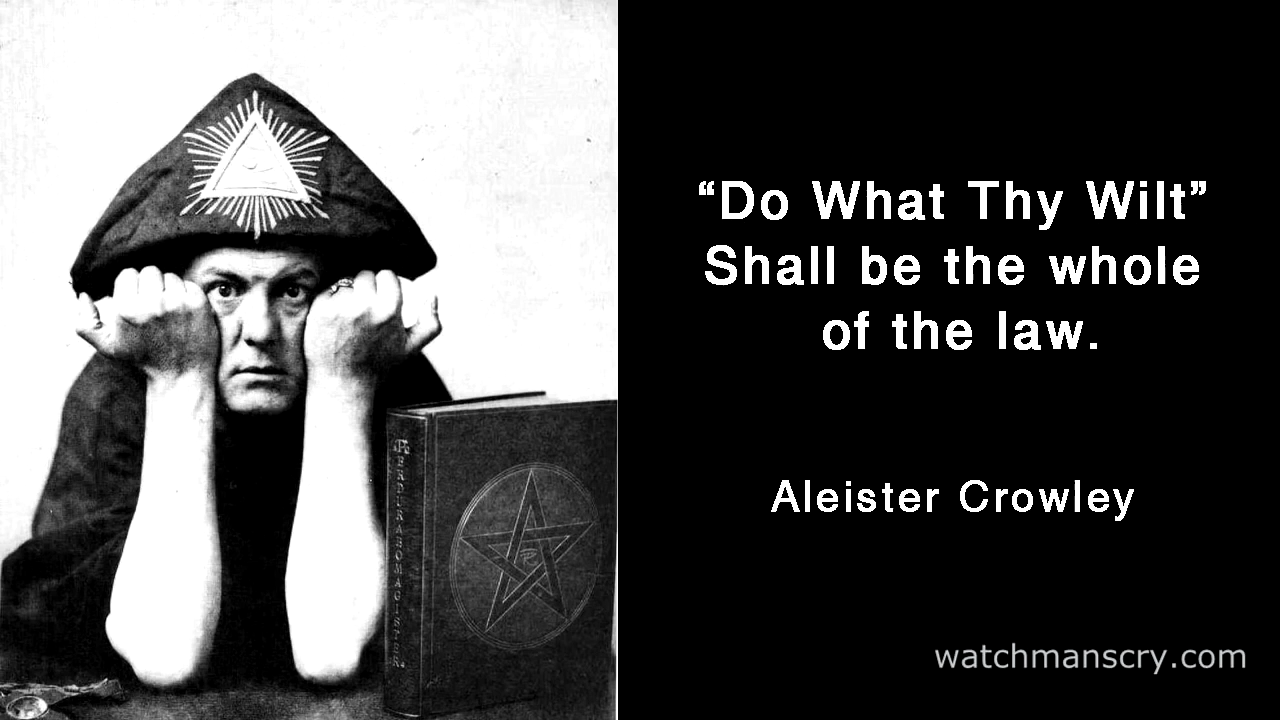 “Do What Thy Wilt”
Shall be the whole
of the law.
Aleister Crowley
watchmanscry.com